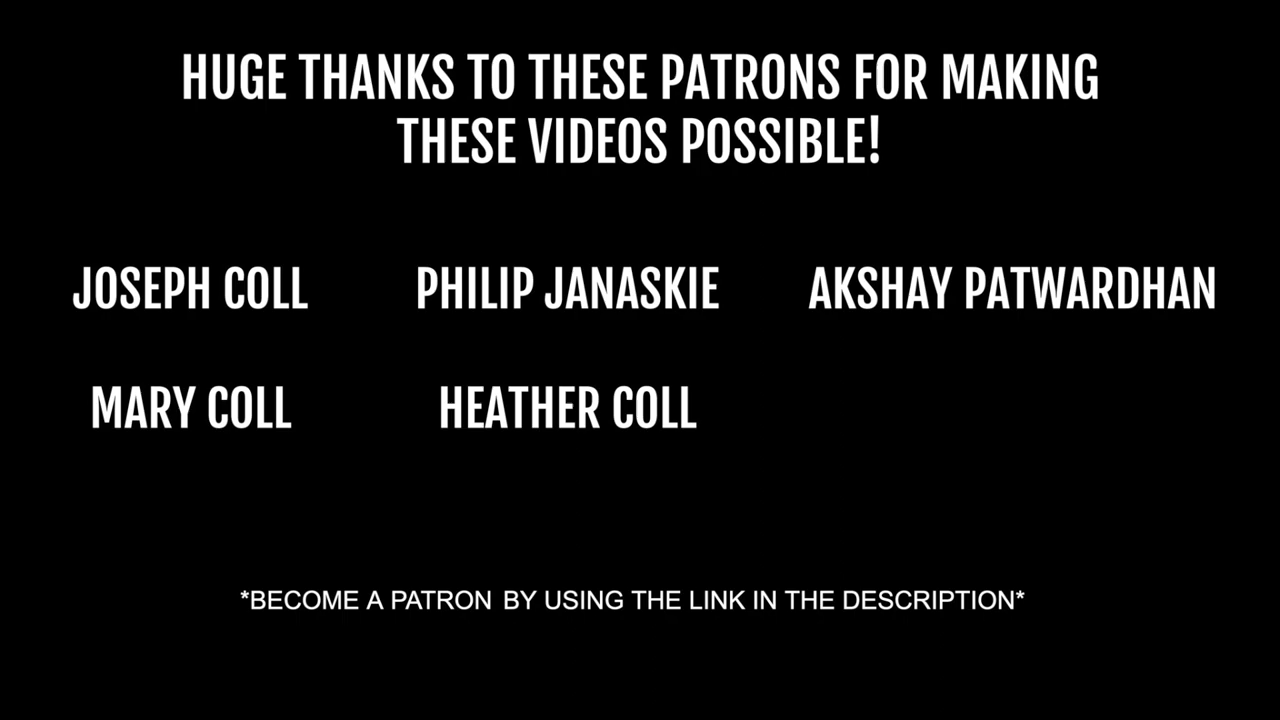 HUGE THANKS TO THESE PATRONS FOR MAKING
THESE VIDEOS POSSIBLE!
JOSEPH COLL PHILIP JANASKIE AKSHAY PATWARDHAN
MARY COLL HEATHER COLL
*BECOME A PATRON BY USING THE LINK IN THE DESCRIPTION*